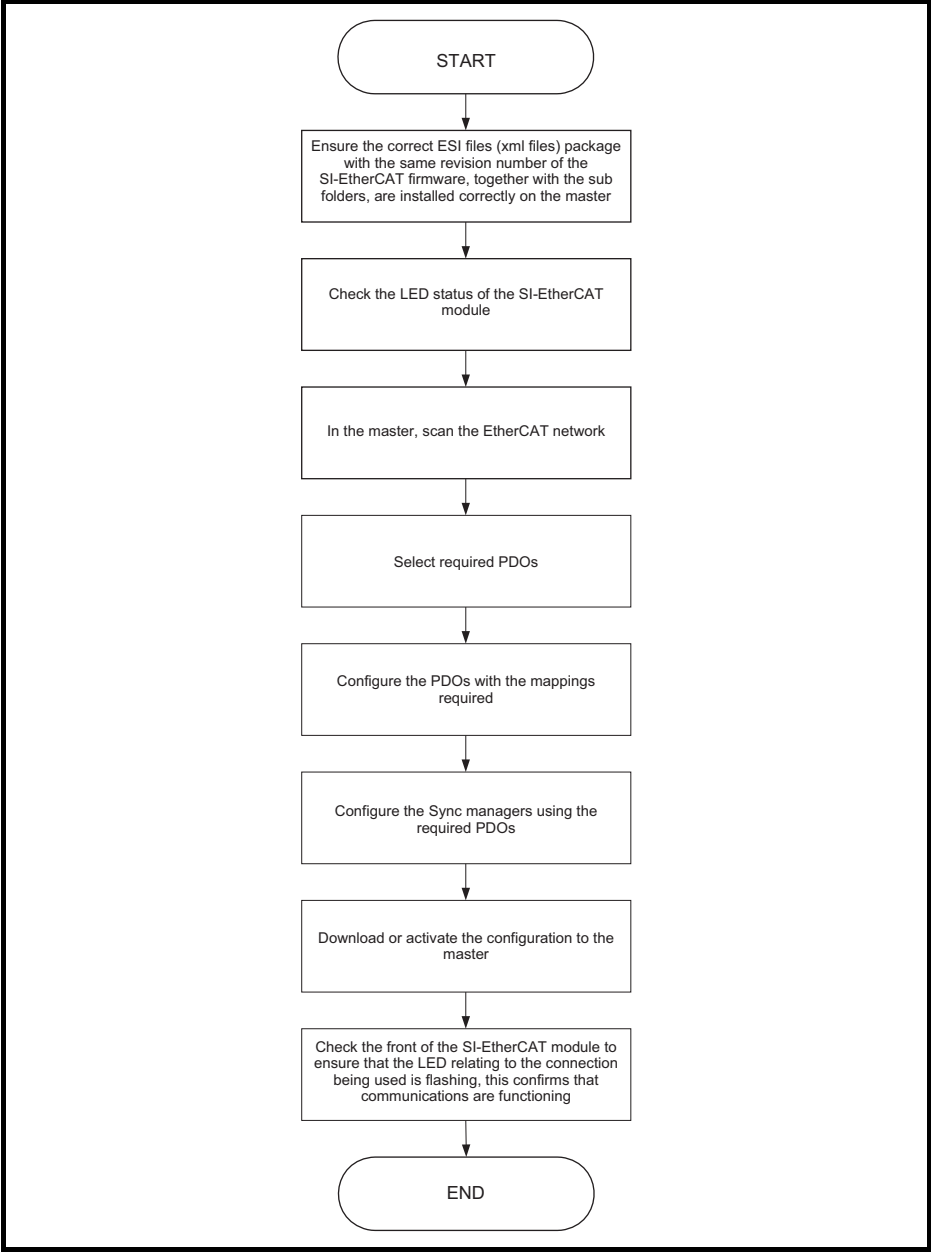 START
Ensure the correct ESI files (xml files) package
with the same revision number of the
SI-EtherCAT firmware, together with the sub
folders, are installed correctly on the master
Check the LED status of the SI-EtherCAT
module
In the master, scan the EtherCAT network
Select required PDOs
Configure the PDOs with the mappings
required
Configure the Sync managers using the
required PDOs
Download or activate the configuration to the
master
Check the front of the SI-EtherCAT module to
ensure that the LED relating to the connection
being used is flashing, this confirms that
communications are functioning
END